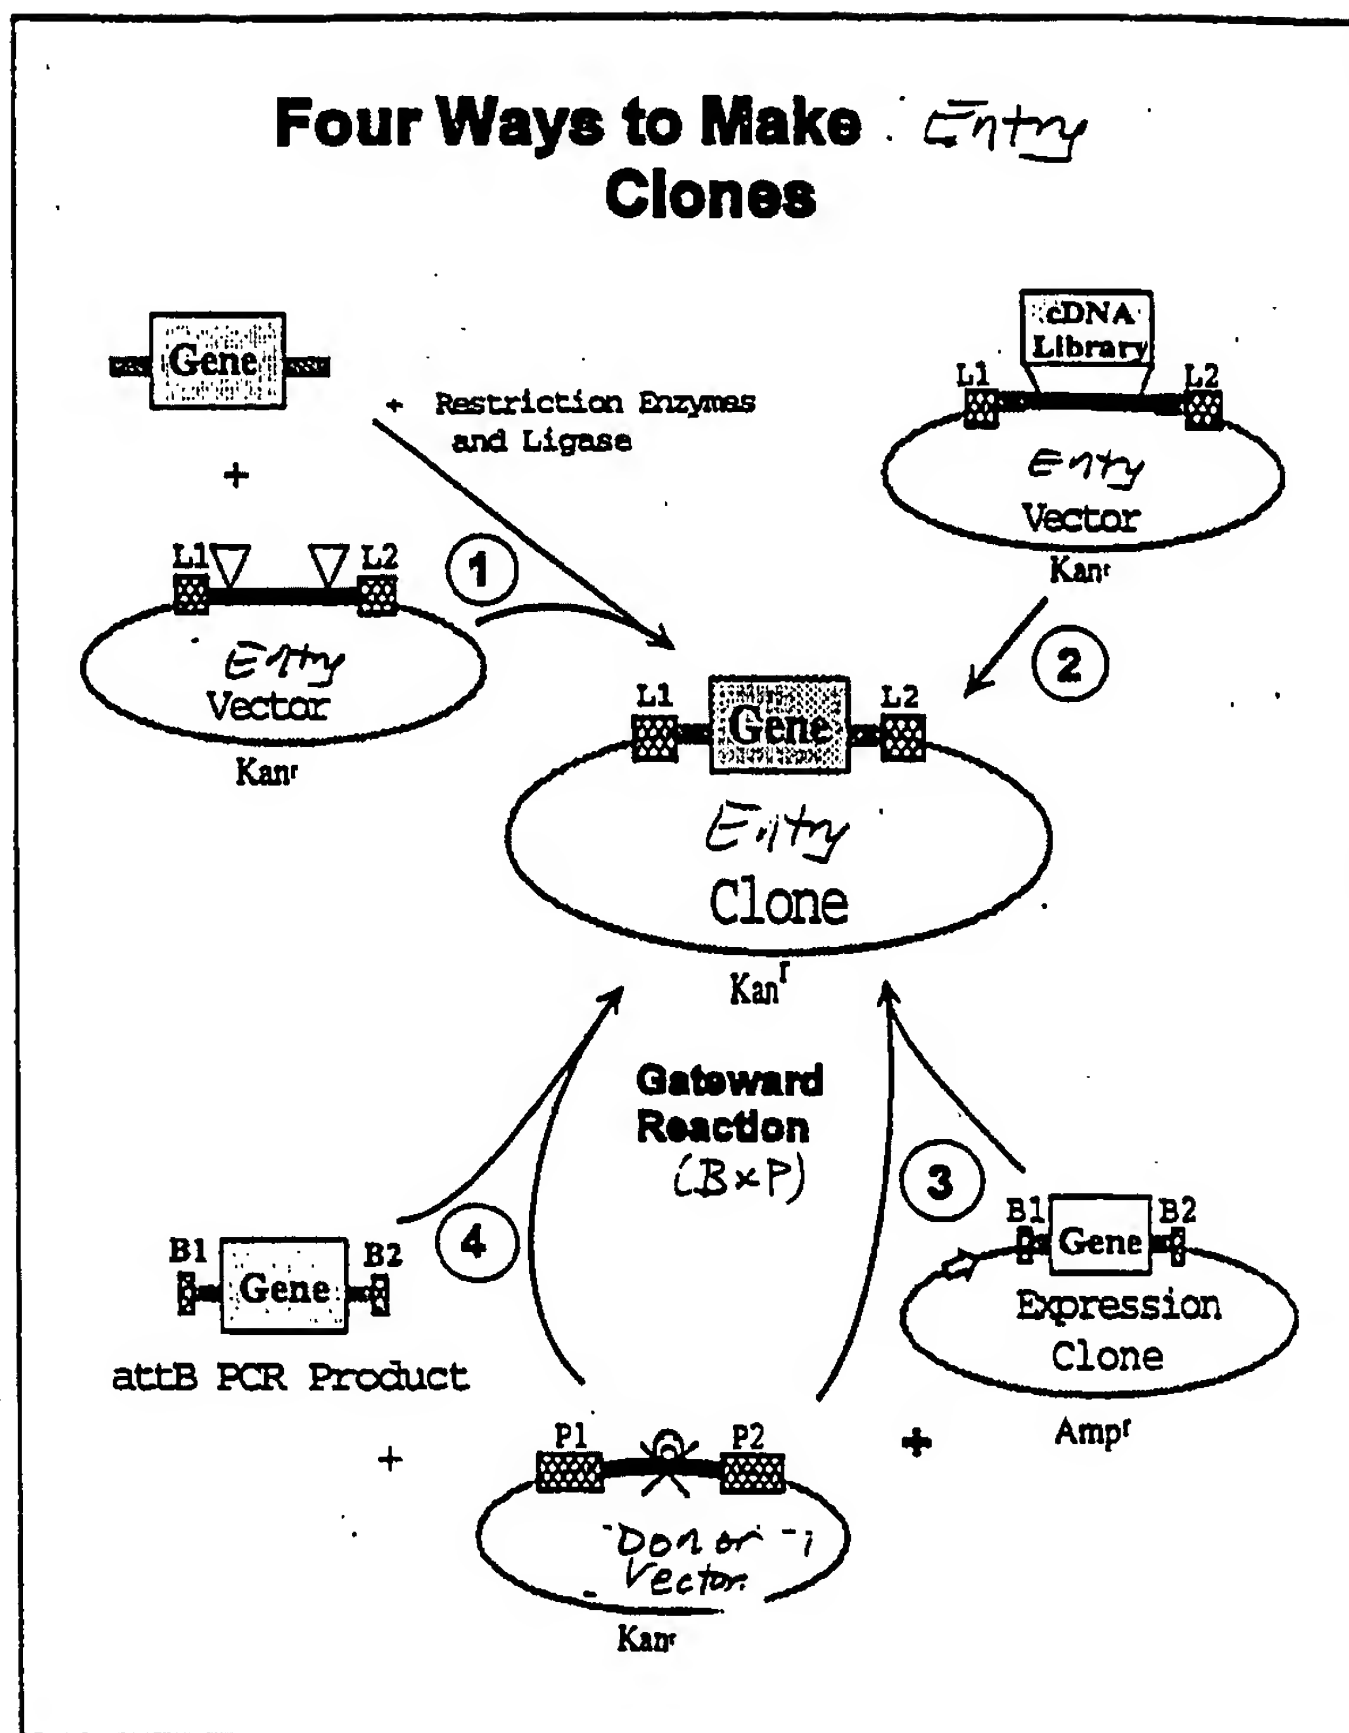 Four Ways to Make Entry
Clones
Gene
+ Restriction Enzymes
and Ligase
+
L1
L2
Entry
Vector
Kanr
1
cDNA
Library
L1
L2
Entry
Vector
Kanr
2
L1
Gene
L2
Entry
Clone
Kanr
Gateward
Reaction
(B×P)
4
3
B1
Gene
B2
attB PCR Product
+
B1
Gene
B2
Expression
Clone
Ampr
+
P1
P2
Donor
Vector
Kanr